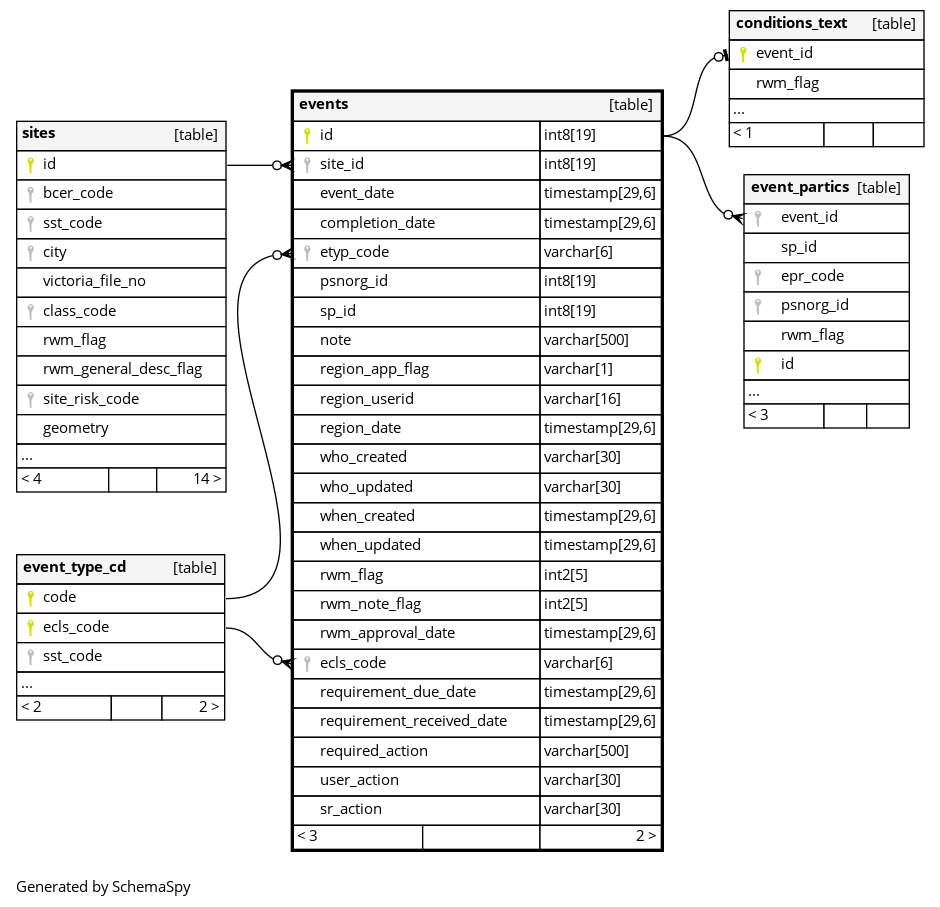 conditions_text [table]
event_id
rwm_flag
...
< 1
events [table]
id int8[19]
site_id int8[19]
event_date timestamp[29,6]
completion_date timestamp[29,6]
etyp_code varchar[6]
psnorg_id int8[19]
sp_id int8[19]
note varchar[500]
region_app_flag varchar[1]
region_userid varchar[16]
region_date timestamp[29,6]
who_created varchar[30]
who_updated varchar[30]
when_created timestamp[29,6]
when_updated timestamp[29,6]
rwm_flag int2[5]
rwm_note_flag int2[5]
rwm_approval_date timestamp[29,6]
ecls_code varchar[6]
requirement_due_date timestamp[29,6]
requirement_received_date timestamp[29,6]
required_action varchar[500]
user_action varchar[30]
sr_action varchar[30]
< 3 2 >
sites [table]
id
bcer_code
sst_code
city
victoria_file_no
class_code
rwm_flag
rwm_general_desc_flag
site_risk_code
geometry
...
< 4 14 >
event_partics [table]
event_id
sp_id
epr_code
psnorg_id
rwm_flag
id
...
< 3
event_type_cd [table]
code
ecls_code
sst_code
...
< 2 2 >
Generated by SchemaSpy